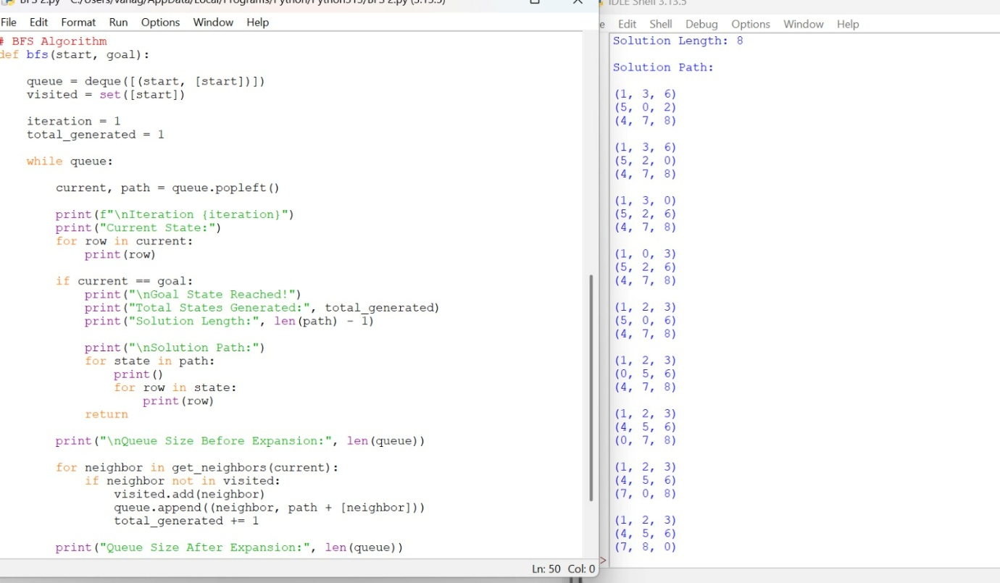 BFS 2.py - C:/Users/vanag/AppData/Local/Programs/Python/Python313/BFS 2.py (3.13.5)
File Edit Format Run Options Window Help
# BFS Algorithm
def bfs(start, goal):
queue = deque([(start, [start])])
visited = set([start])
iteration = 1
total_generated = 1
while queue:
current, path = queue.popleft()
print(f"\nIteration {iteration}")
print("Current State:")
for row in current:
print(row)
if current == goal:
print("\nGoal State Reached!")
print("Total States Generated:", total_generated)
print("Solution Length:", len(path) - 1)
print("\nSolution Path:")
for state in path:
print()
for row in state:
print(row)
return
print("\nQueue Size Before Expansion:", len(queue))
for neighbor in get_neighbors(current):
if neighbor not in visited:
visited.add(neighbor)
queue.append((neighbor, path + [neighbor]))
total_generated += 1
print("Queue Size After Expansion:", len(queue))
Ln: 50 Col: 0
IDLE Shell 3.13.5
e Edit Shell Debug Options Window Help
Solution Length: 8
Solution Path:
(1, 3, 6)
(5, 0, 2)
(4, 7, 8)
(1, 3, 6)
(5, 2, 0)
(4, 7, 8)
(1, 3, 0)
(5, 2, 6)
(4, 7, 8)
(1, 0, 3)
(5, 2, 6)
(4, 7, 8)
(1, 2, 3)
(5, 0, 6)
(4, 7, 8)
(1, 2, 3)
(0, 5, 6)
(4, 7, 8)
(1, 2, 3)
(4, 5, 6)
(0, 7, 8)
(1, 2, 3)
(4, 5, 6)
(7, 0, 8)
(1, 2, 3)
(4, 5, 6)
(7, 8, 0)
>